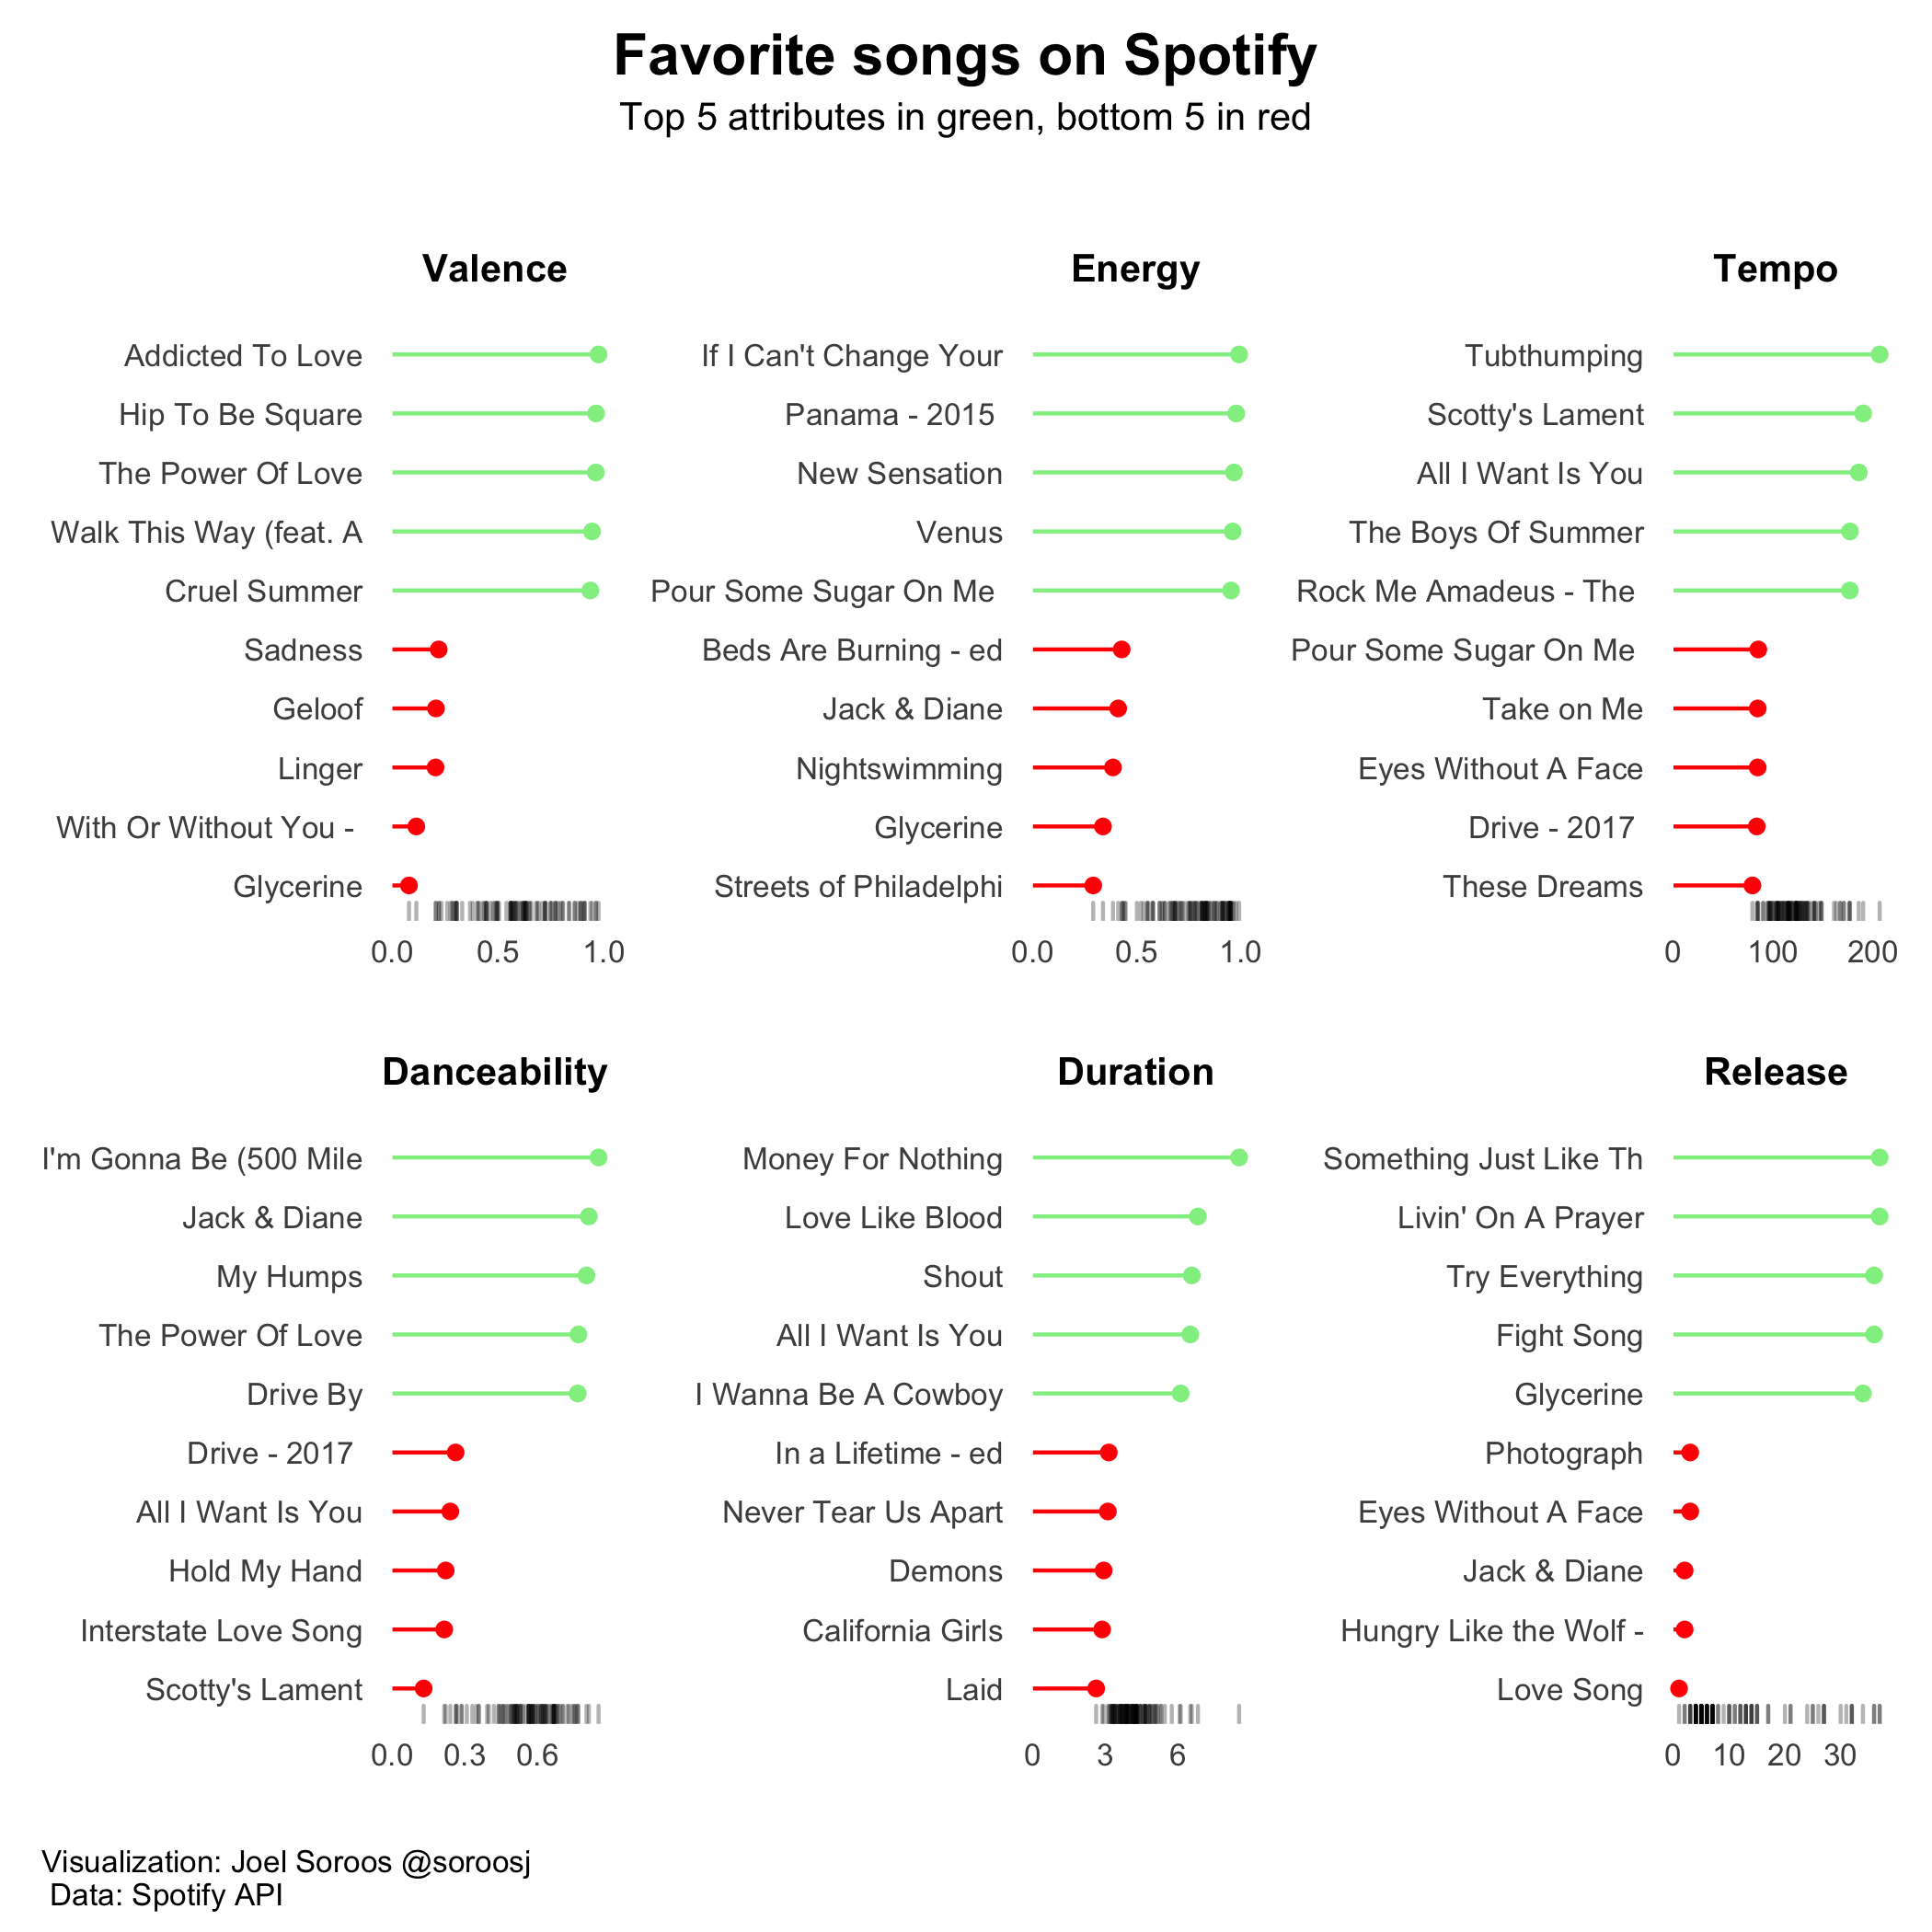 Favorite songs on Spotify
Top 5 attributes in green, bottom 5 in red
Valence
Addicted To Love
Hip To Be Square
The Power Of Love
Walk This Way (feat. A
Cruel Summer
Sadness
Geloof
Linger
With Or Without You -
Glycerine
0.0 0.5 1.0
Energy
If I Can't Change Your
Panama - 2015
New Sensation
Venus
Pour Some Sugar On Me
Beds Are Burning - ed
Jack & Diane
Nightswimming
Glycerine
Streets of Philadelphi
0.0 0.5 1.0
Tempo
Tubthumping
Scotty's Lament
All I Want Is You
The Boys Of Summer
Rock Me Amadeus - The
Pour Some Sugar On Me
Take on Me
Eyes Without A Face
Drive - 2017
These Dreams
0 100 200
Danceability
I'm Gonna Be (500 Mile
Jack & Diane
My Humps
The Power Of Love
Drive By
Drive - 2017
All I Want Is You
Hold My Hand
Interstate Love Song
Scotty's Lament
0.0 0.3 0.6
Duration
Money For Nothing
Love Like Blood
Shout
All I Want Is You
I Wanna Be A Cowboy
In a Lifetime - ed
Never Tear Us Apart
Demons
California Girls
Laid
0 3 6
Release
Something Just Like Th
Livin' On A Prayer
Try Everything
Fight Song
Glycerine
Photograph
Eyes Without A Face
Jack & Diane
Hungry Like the Wolf -
Love Song
0 10 20 30
Visualization: Joel Soroos @soroosj
Data: Spotify API